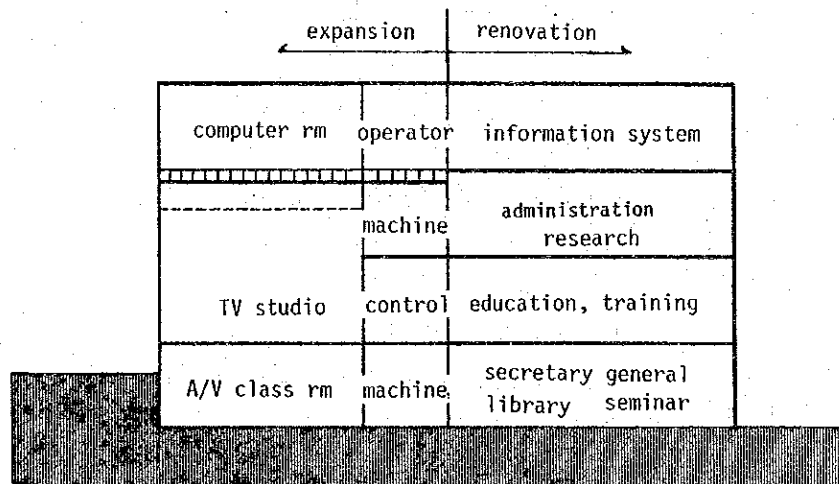 expansion renovation
computer rm operator information system
machine administration
research
TV studio control education, training
A/V class rm machine secretary general
library seminar